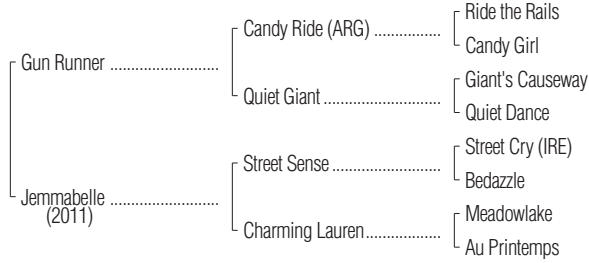 Ride the Rails
Candy Ride (ARG) ................
Candy Girl
Gun Runner ..........................
Giant's Causeway
Quiet Giant ............................
Quiet Dance
Street Cry (IRE)
Street Sense ..........................
Bedazzle
Jemmabelle ..........................
(2011)
Meadowlake
Charming Lauren..................
Au Printemps